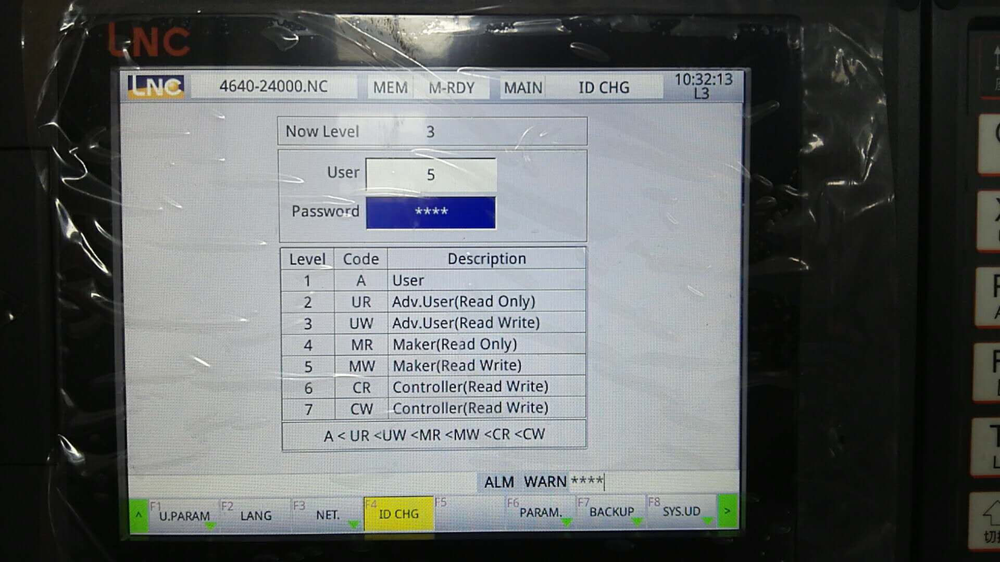 LNC
LNC 4640-24000.NC MEM M-RDY MAIN ID CHG 10:32:13
L3
Now Level 3
User 5
Password ****
Level Code Description
1 A User
2 UR Adv.User(Read Only)
3 UW Adv.User(Read Write)
4 MR Maker(Read Only)
5 MW Maker(Read Write)
6 CR Controller(Read Write)
7 CW Controller(Read Write)
A < UR <UW <MR <MW <CR <CW
ALM WARN ****
^ F1 U.PARAM F2 LANG F3 NET. F4 ID CHG F5 F6 PARAM. F7 BACKUP F8 SYS.UD >